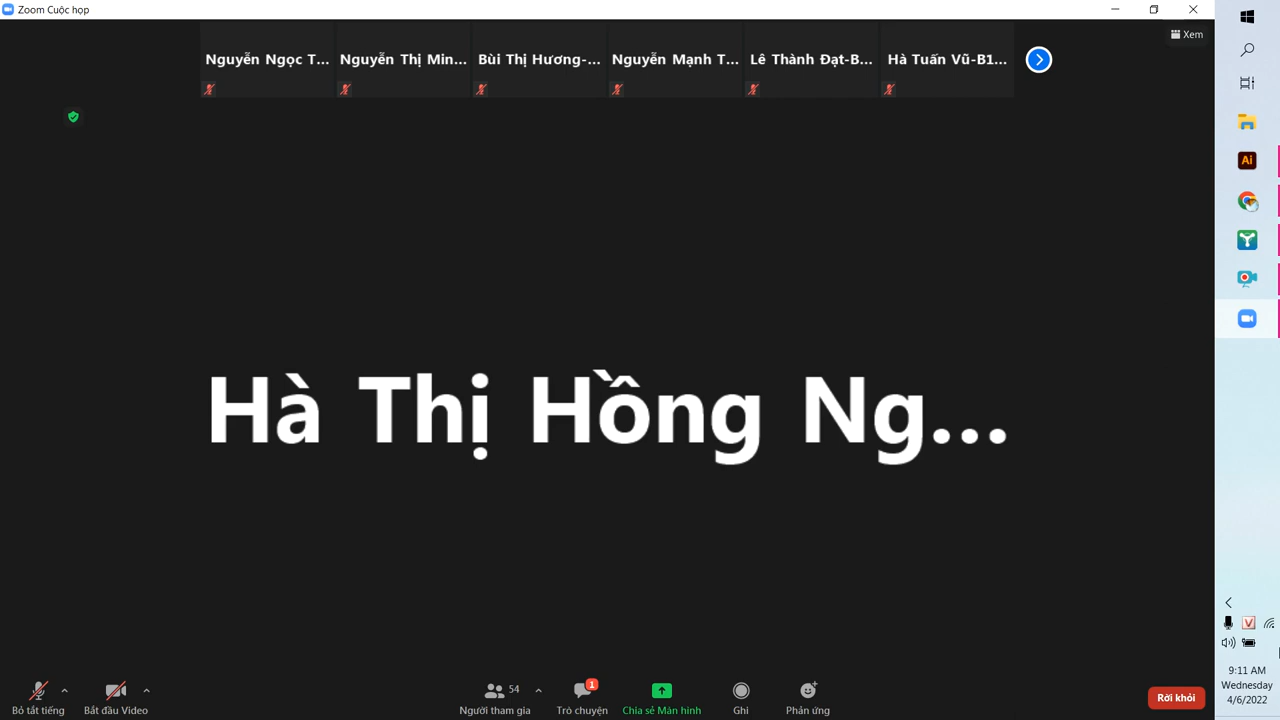 Zoom Cuộc họp
Xem
Nguyễn Ngọc T...
Nguyễn Thị Min...
Bùi Thị Hương-...
Nguyễn Mạnh T...
Lê Thành Đạt-B...
Hà Tuấn Vũ-B1...
Ai
Hà Thị Hồng Ng...
V
9:11 AM
Wednesday
4/6/2022
Bỏ tắt tiếng
Bắt đầu Video
54
Người tham gia
1
Trò chuyện
Chia sẻ Màn hình
Ghi
Phản ứng
Rời khỏi